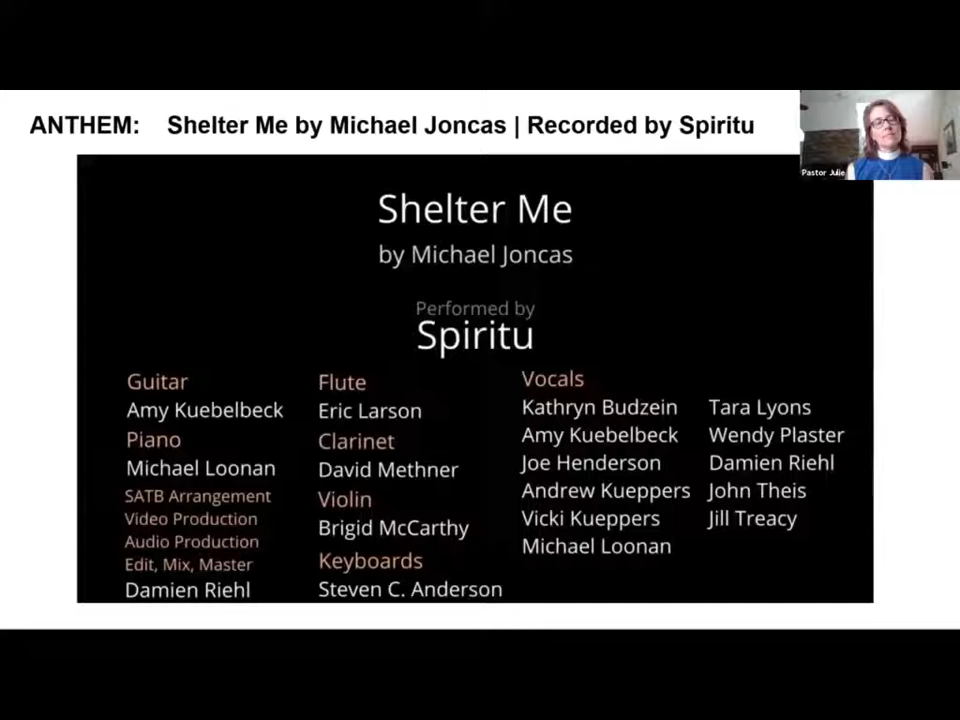 ANTHEM: Shelter Me by Michael Joncas | Recorded by Spiritu
Pastor Julie
Shelter Me
by Michael Joncas
Performed by
Spiritu
Guitar
Amy Kuebelbeck
Piano
Michael Loonan
SATB Arrangement
Video Production
Audio Production
Edit, Mix, Master
Damien Riehl
Flute
Eric Larson
Clarinet
David Methner
Violin
Brigid McCarthy
Keyboards
Steven C. Anderson
Vocals
Kathryn Budzein
Amy Kuebelbeck
Joe Henderson
Andrew Kueppers
Vicki Kueppers
Michael Loonan
Tara Lyons
Wendy Plaster
Damien Riehl
John Theis
Jill Treacy